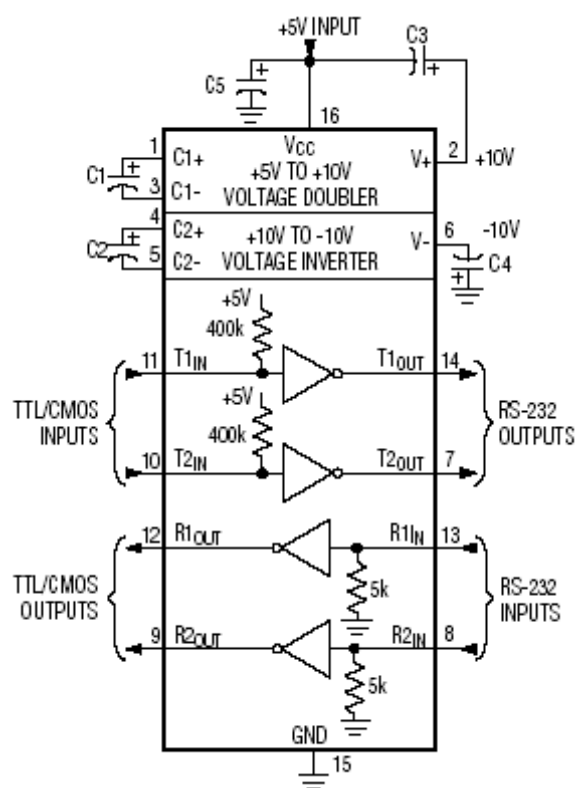 +5V INPUT
C3
+
C5
+
16
1
C1+
VCC
V+
2
+10V
+
C1
+
3
C1-
+5V TO +10V
VOLTAGE DOUBLER
4
C2+
+10V TO -10V
VOLTAGE INVERTER
V-
6
-10V
C2
+
5
C2-
C4
+
+5V
400k
11
T1IN
T1OUT
14
TTL/CMOS
INPUTS
+5V
400k
RS-232
OUTPUTS
10
T2IN
T2OUT
7
12
R1OUT
R1IN
13
TTL/CMOS
OUTPUTS
5k
RS-232
INPUTS
9
R2OUT
R2IN
8
5k
GND
15